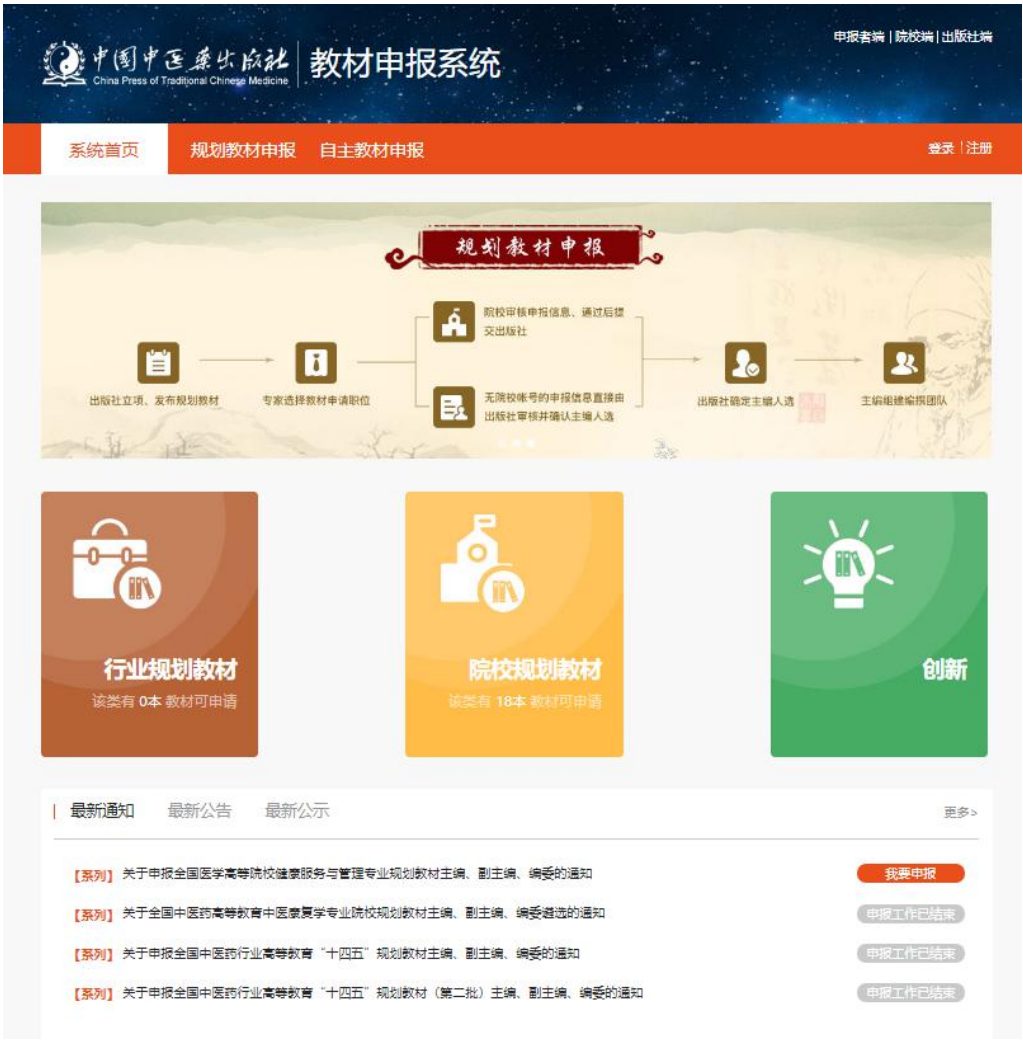 申报者端 | 院校端 | 出版社端
中国中医药出版社
China Press of Traditional Chinese Medicine
教材申报系统
系统首页 规划教材申报 自主教材申报 登录 | 注册
规划教材申报
院校审核申报信息、通过后提
交出版社
出版社立项、发布规划教材
专家选择教材申请职位
无院校帐号的申报信息直接由
出版社审核并确认主编人选
出版社确定主编人选
主编组建编撰团队
行业规划教材
该类有 0本 教材可申请
院校规划教材
该类有 18本 教材可申请
创新
最新通知 最新公告 最新公示 更多>
【系列】 关于申报全国医学高等院校健康服务与管理专业规划教材主编、副主编、编委的通知 我要申报
【系列】 关于全国中医药高等教育中医康复学专业院校规划教材主编、副主编、编委遴选的通知 申报工作已结束
【系列】 关于申报全国中医药行业高等教育“十四五”规划教材主编、副主编、编委的通知 申报工作已结束
【系列】 关于申报全国中医药行业高等教育“十四五”规划教材（第二批）主编、副主编、编委的通知 申报工作已结束